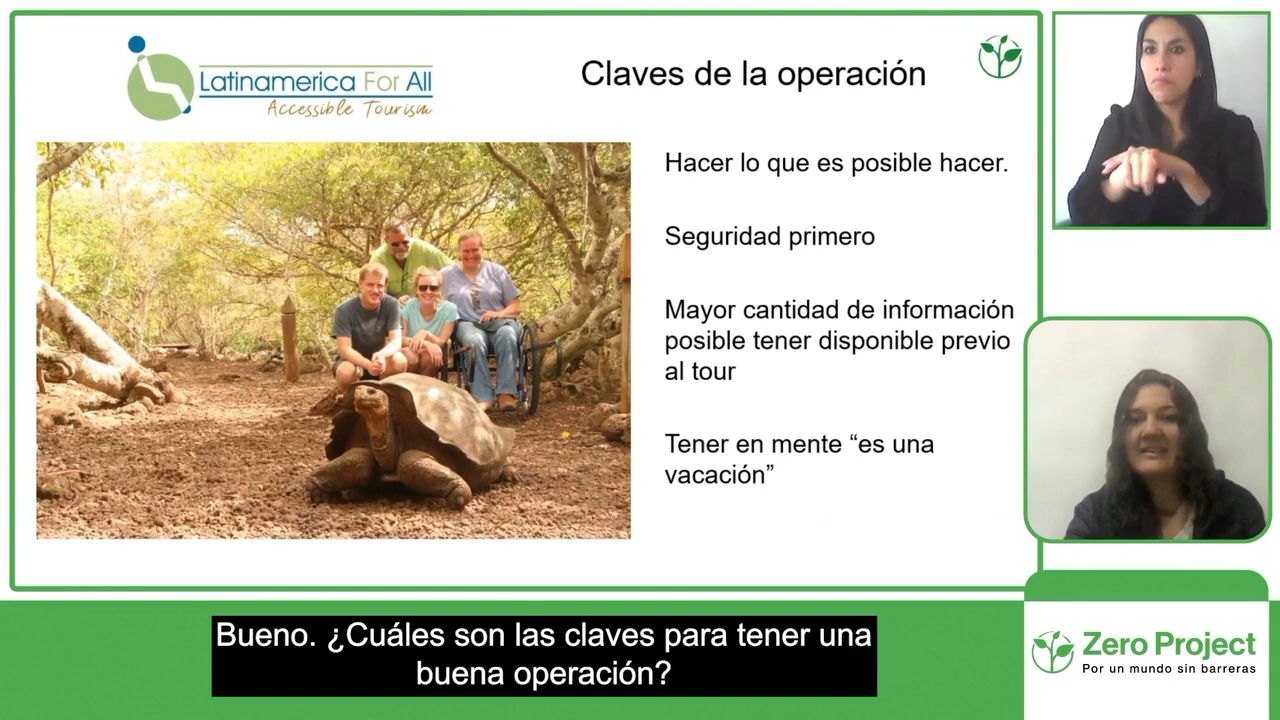 Latinamerica For All
Accessible Tourism
Claves de la operación
Hacer lo que es posible hacer.
Seguridad primero
Mayor cantidad de información
posible tener disponible previo
al tour
Tener en mente “es una
vacación”
Bueno. ¿Cuáles son las claves para tener una
buena operación?
Zero Project
Por un mundo sin barreras